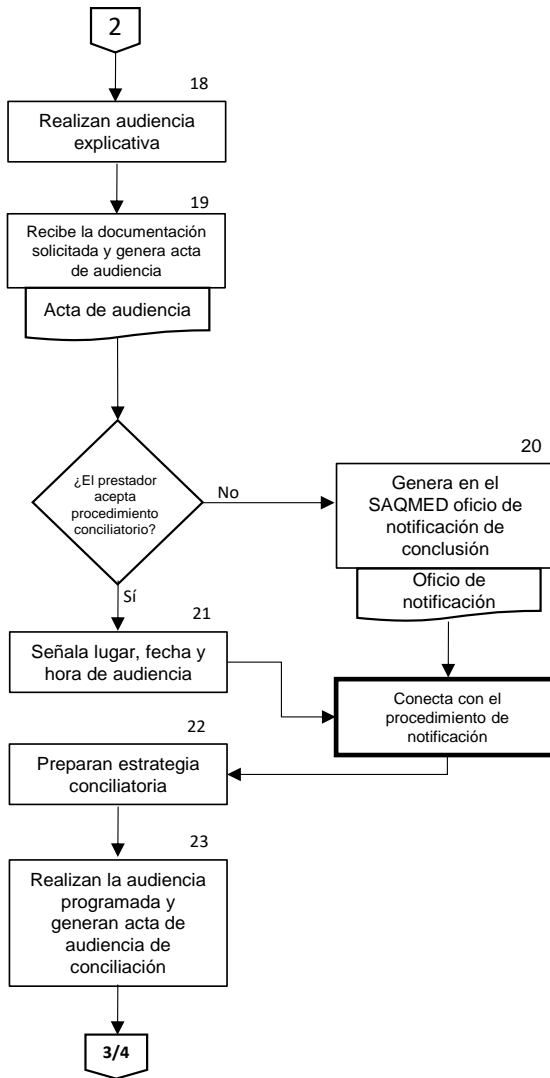 2
18
Realizan audiencia
explicativa
19
Recibe la documentación
solicitada y genera acta
de audiencia
Acta de audiencia
¿El prestador
acepta
procedimiento
conciliatorio?
No
Sí
20
Genera en el
SAQMED oficio de
notificación de
conclusión
Oficio de
notificación
21
Señala lugar, fecha y
hora de audiencia
Conecta con el
procedimiento de
notificación
22
Preparan estrategia
conciliatoria
23
Realizan la audiencia
programada y
generan acta de
audiencia de
conciliación
3/4